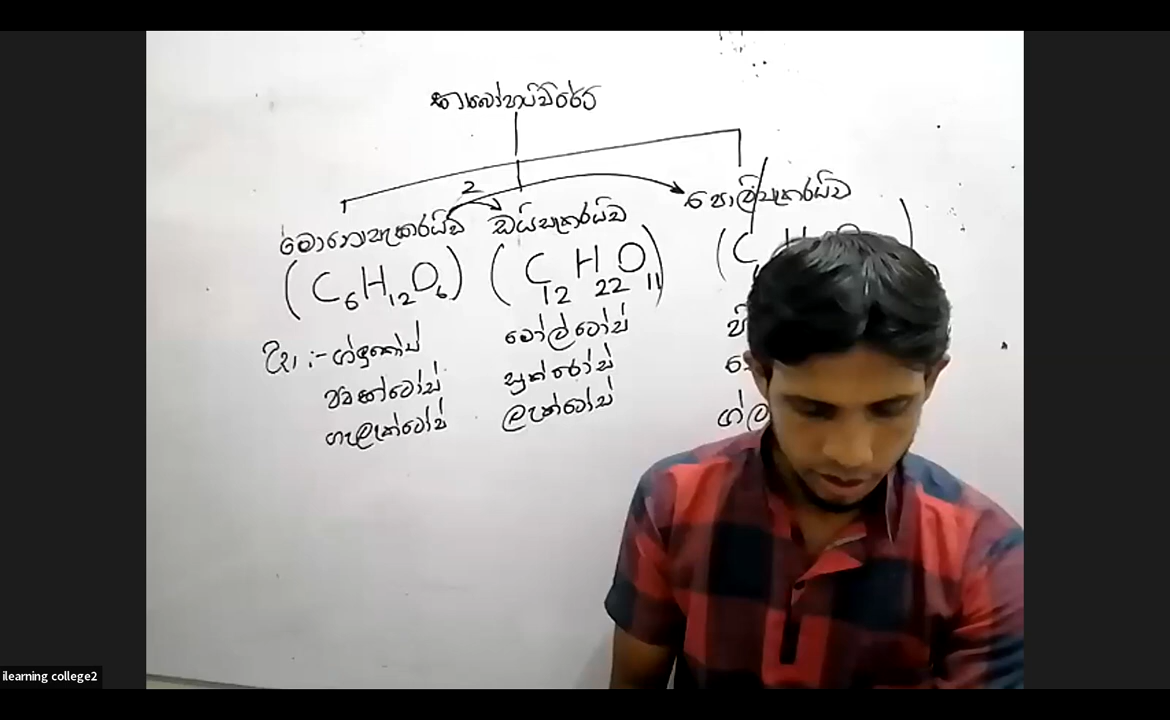 කාබෝහයිඩ්රේට්
2
මොනොසැකරයිඩ ඩයිසැකරයිඩ පොලිසැකරයිඩ
(C6H12O6) (C12H22O11) (C H O )
උදා :- ග්ලූකෝස් මෝල්ටෝස්
ෆෘක්ටෝස් සුක්රෝස්
ගැලැක්ටෝස් ලැක්ටෝස් ග්ල
ilearning college2